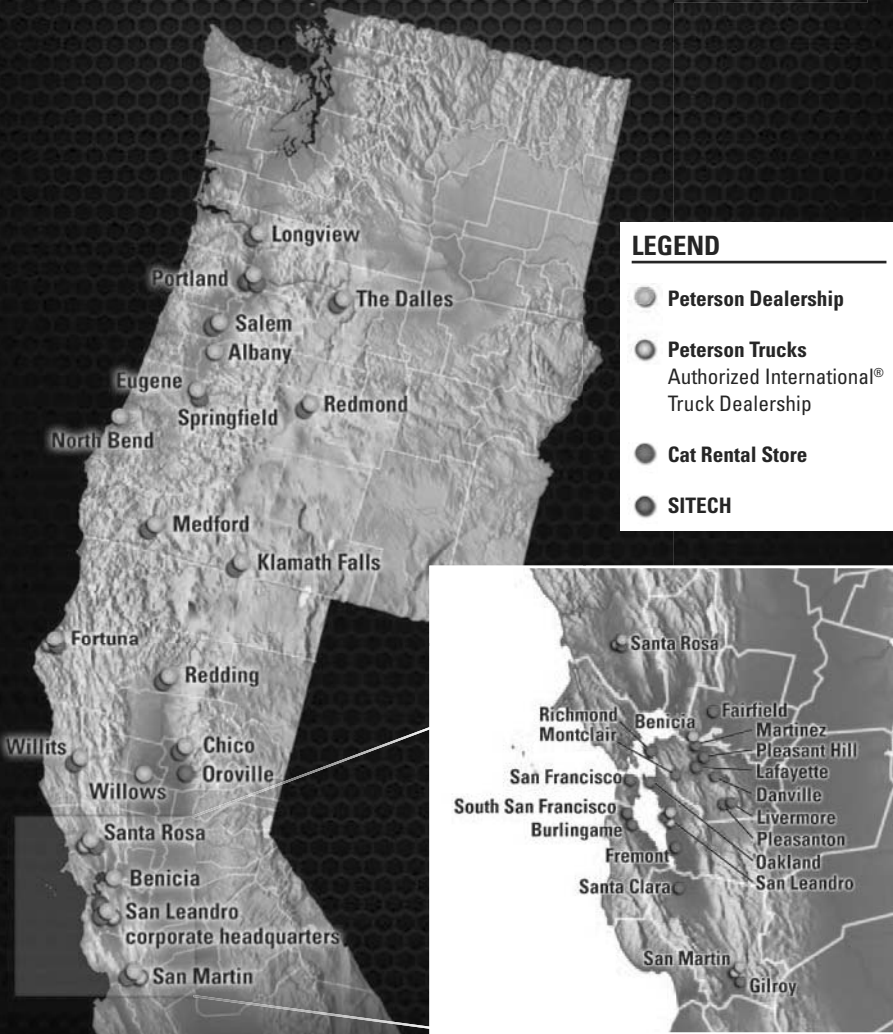 Longview
Portland
The Dalles
Salem
Albany
Eugene
Springfield
Redmond
North Bend
Medford
Klamath Falls
Fortuna
Redding
Willits
Chico
Oroville
Willows
Santa Rosa
Benicia
San Leandro
corporate headquarters
San Martin
LEGEND
Peterson Dealership
Peterson Trucks
Authorized International®
Truck Dealership
Cat Rental Store
SITECH
Santa Rosa
Fairfield
Richmond
Benicia
Martinez
Montclair
Pleasant Hill
Lafayette
San Francisco
Danville
South San Francisco
Livermore
Burlingame
Pleasanton
Fremont
Oakland
San Leandro
Santa Clara
San Martin
Gilroy